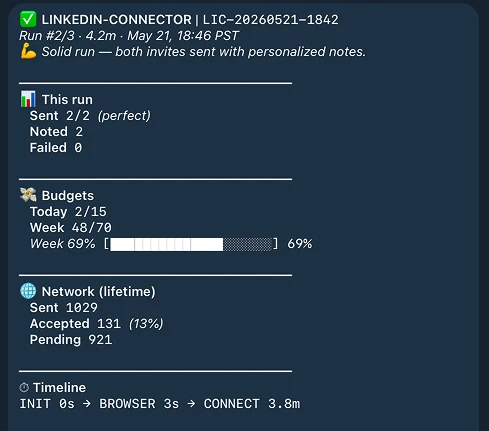 ✅ LINKEDIN-CONNECTOR | LIC-20260521-1842
Run #2/3 · 4.2m · May 21, 18:46 PST
💪 Solid run — both invites sent with personalized notes.
📊 This run
Sent 2/2 (perfect)
Noted 2
Failed 0
💸 Budgets
Today 2/15
Week 48/70
Week 69% [██████████████░░░░░░] 69%
🌐 Network (lifetime)
Sent 1029
Accepted 131 (13%)
Pending 921
⏱ Timeline
INIT 0s → BROWSER 3s → CONNECT 3.8m